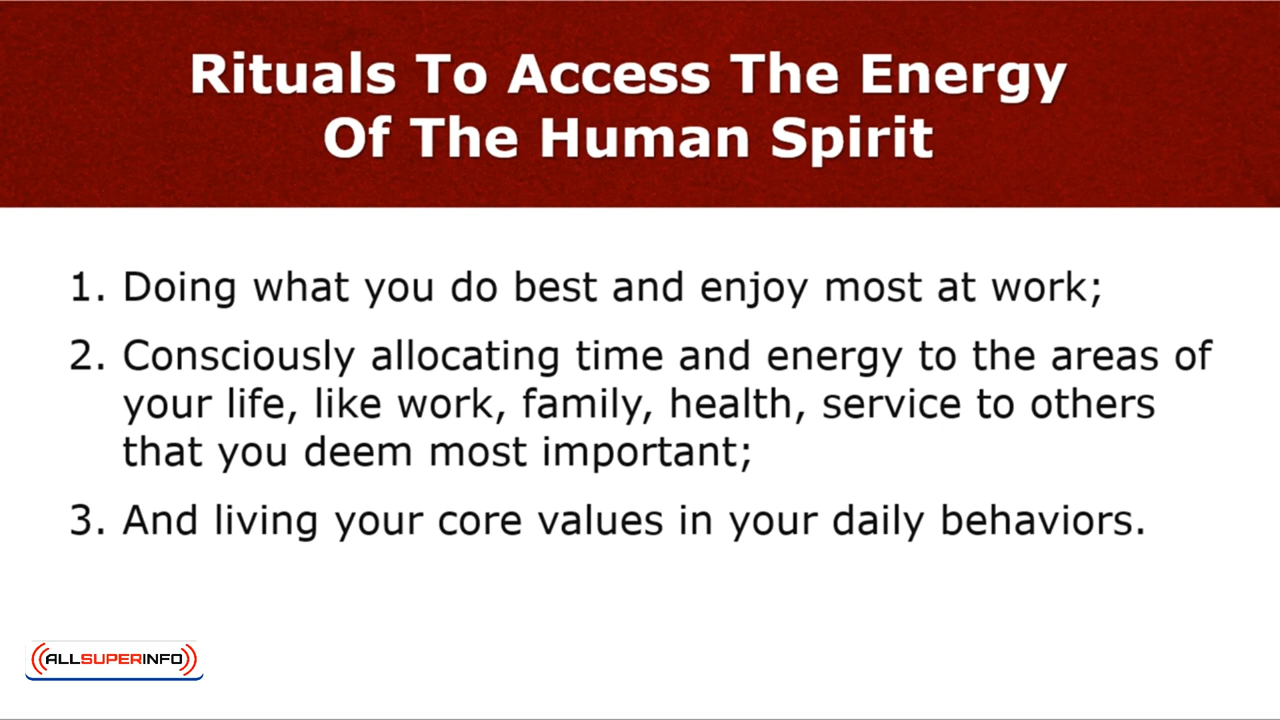 Rituals To Access The Energy
Of The Human Spirit
1. Doing what you do best and enjoy most at work;
2. Consciously allocating time and energy to the areas of
your life, like work, family, health, service to others
that you deem most important;
3. And living your core values in your daily behaviors.
ALLSUPERINFO